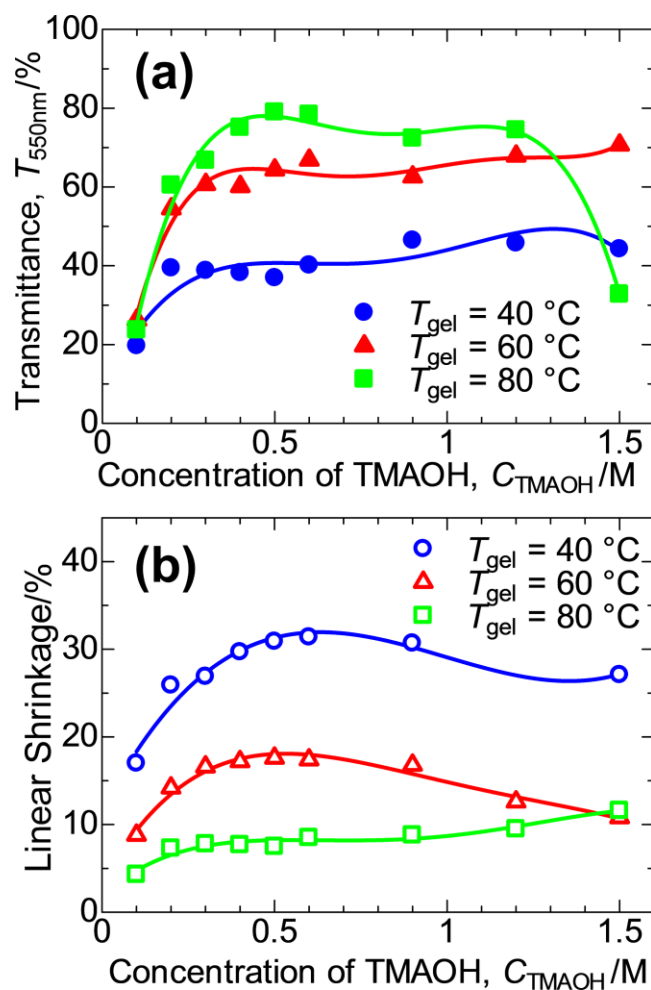 100
(a)
80
60
40
20
0
Transmittance, T550nm/%
Tgel = 40 °C
Tgel = 60 °C
Tgel = 80 °C
0 0.5 1 1.5
Concentration of TMAOH, CTMAOH/M
(b)
40
30
20
10
0
Linear Shrinkage/%
Tgel = 40 °C
Tgel = 60 °C
Tgel = 80 °C
0 0.5 1 1.5
Concentration of TMAOH, CTMAOH/M